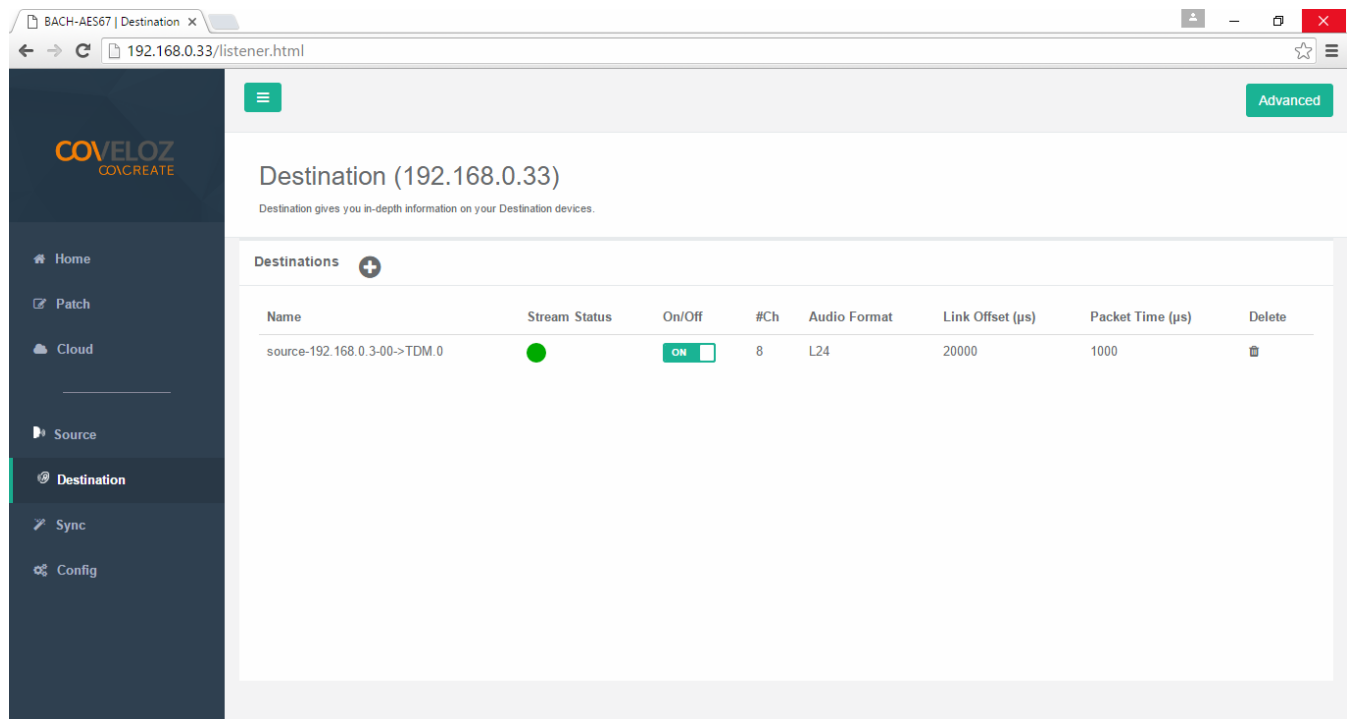 BACH-AES67 | Destination
192.168.0.33/listener.html
Advanced
COVELOZ
CO\CREATE
Destination (192.168.0.33)
Destination gives you in-depth information on your Destination devices.
Home
Patch
Cloud
Source
Destination
Sync
Config
Destinations
Name Stream Status On/Off #Ch Audio Format Link Offset (µs) Packet Time (µs) Delete
source-192.168.0.3-00->TDM.0 ON 8 L24 20000 1000